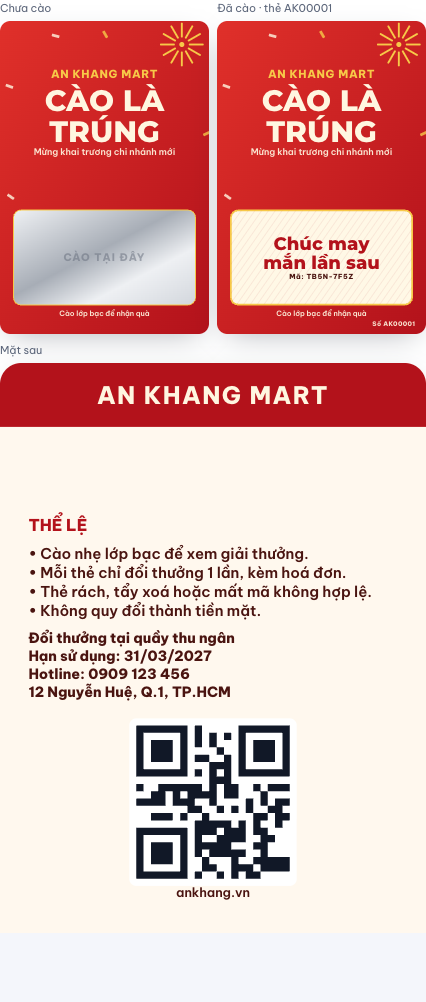 Chưa cào
AN KHANG MART
CÀO LÀ
TRÚNG
Mừng khai trương chi nhánh mới
CÀO TẠI ĐÂY
Cào lớp bạc để nhận quà
Đã cào · thẻ AK00001
AN KHANG MART
CÀO LÀ
TRÚNG
Mừng khai trương chi nhánh mới
Chúc may
mắn lần sau
Mã: TB5N-7F5Z
Cào lớp bạc để nhận quà
Số AK00001
Mặt sau
AN KHANG MART
THỂ LỆ
• Cào nhẹ lớp bạc để xem giải thưởng.
• Mỗi thẻ chỉ đổi thưởng 1 lần, kèm hoá đơn.
• Thẻ rách, tẩy xoá hoặc mất mã không hợp lệ.
• Không quy đổi thành tiền mặt.
Đổi thưởng tại quầy thu ngân
Hạn sử dụng: 31/03/2027
Hotline: 0909 123 456
12 Nguyễn Huệ, Q.1, TP.HCM
ankhang.vn